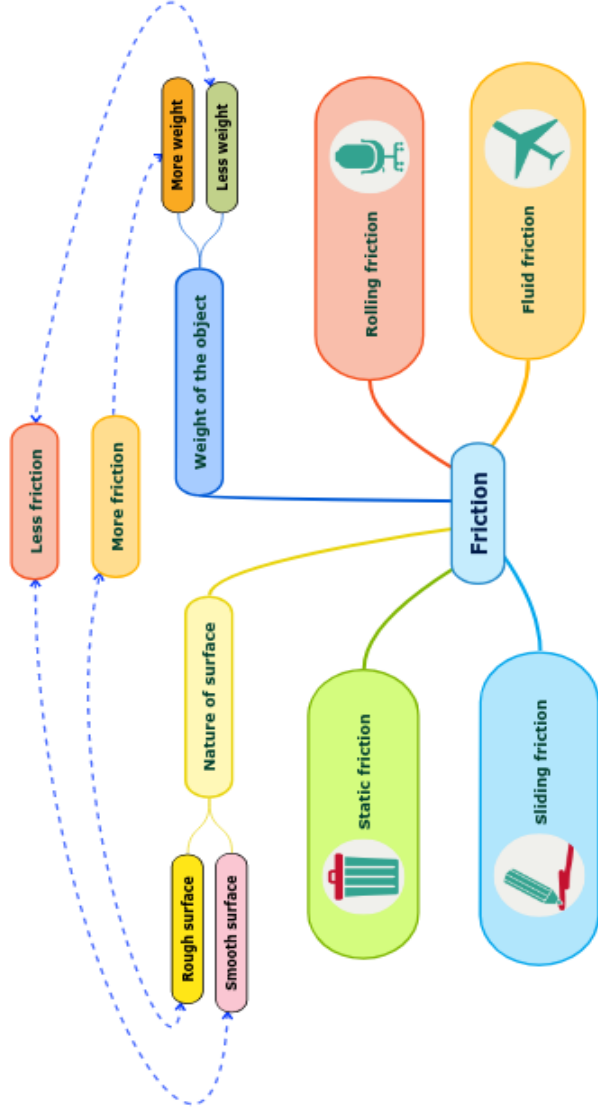 Less friction
More friction
Rough surface
Smooth surface
Nature of surface
Weight of the object
More weight
Less weight
Friction
Static friction
Rolling friction
Sliding friction
Fluid friction